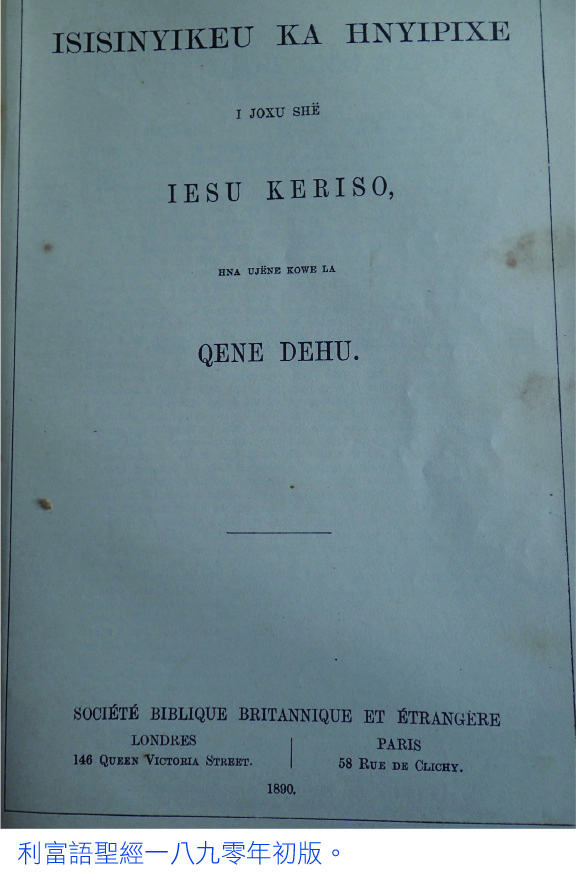 ISISINYIKEU KA HNYIPIXE
I JOXU SHË
IESU KERISO,
HNA UJËNE KOWE LA
QENE DEHU.
SOCIÉTÉ BIBLIQUE BRITANNIQUE ET ÉTRANGÈRE
LONDRES
146 QUEEN VICTORIA STREET.
PARIS
58 RUE DE CLICHY.
1890.
利富語聖經一八九零年初版。